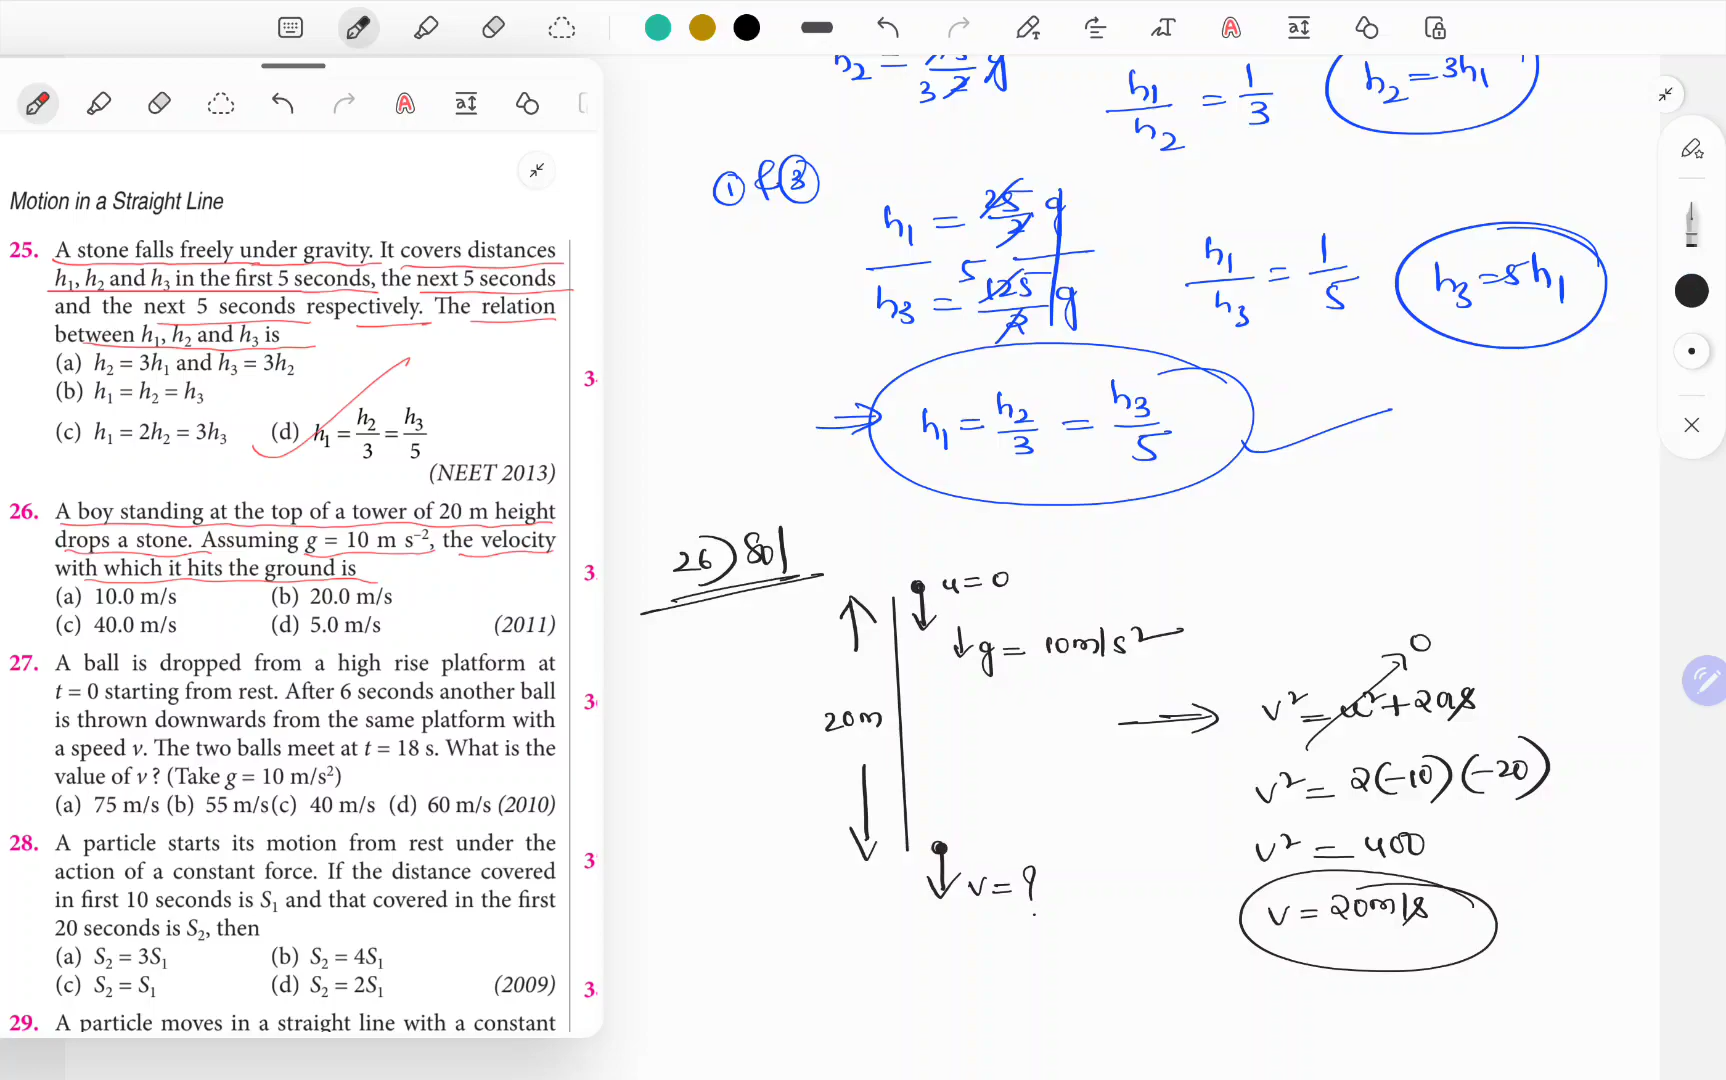 Motion in a Straight Line
25. A stone falls freely under gravity. It covers distances
h₁, h₂ and h₃ in the first 5 seconds, the next 5 seconds
and the next 5 seconds respectively. The relation
between h₁, h₂ and h₃ is
(a) h₂ = 3h₁ and h₃ = 3h₂
(b) h₁ = h₂ = h₃
(c) h₁ = 2h₂ = 3h₃ (d) h₁ = h₂/3 = h₃/5
(NEET 2013)
26. A boy standing at the top of a tower of 20 m height
drops a stone. Assuming g = 10 m s⁻², the velocity
with which it hits the ground is
(a) 10.0 m/s (b) 20.0 m/s
(c) 40.0 m/s (d) 5.0 m/s (2011)
27. A ball is dropped from a high rise platform at
t = 0 starting from rest. After 6 seconds another ball
is thrown downwards from the same platform with
a speed v. The two balls meet at t = 18 s. What is the
value of v ? (Take g = 10 m/s²)
(a) 75 m/s (b) 55 m/s (c) 40 m/s (d) 60 m/s (2010)
28. A particle starts its motion from rest under the
action of a constant force. If the distance covered
in first 10 seconds is S₁ and that covered in the first
20 seconds is S₂, then
(a) S₂ = 3S₁ (b) S₂ = 4S₁
(c) S₂ = S₁ (d) S₂ = 2S₁ (2009)
29. A particle moves in a straight line with a constant
h₁/h₂ = 1/3 h₂ = 3h₁
① & ③
h₁/h₃ = 25/2 g / 125/2 g 5
h₁/h₃ = 1/5 h₃ = 5h₁
⇒ h₁ = h₂/3 = h₃/5
26) Sol
u = 0
↓g = 10m/s²
20m
v = ?
→ v² = u² + 2as 0
v² = 2(-10)(-20)
v² = 400
v = 20m/s